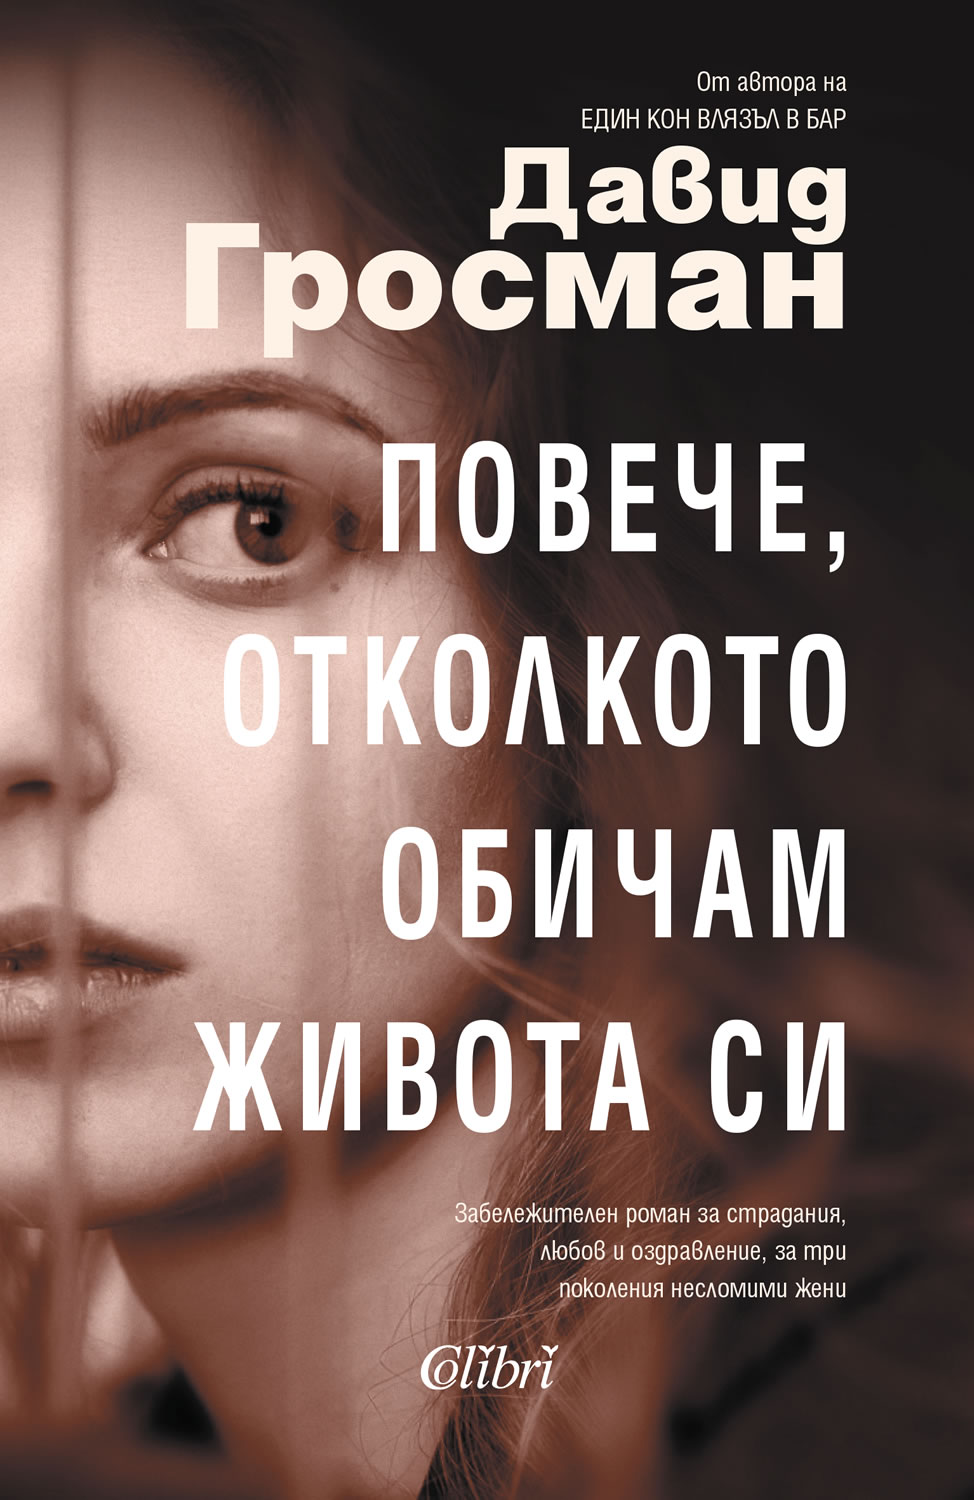 От автора на
ЕДИН КОН ВЛЯЗЪЛ В БАР
Давид
Гросман
ПОВЕЧЕ,
ОТКОЛКОТО
ОБИЧАМ
ЖИВОТА СИ
Забележителен роман за страдания,
любов и оздравление, за три
поколения несломими жени
Colibri